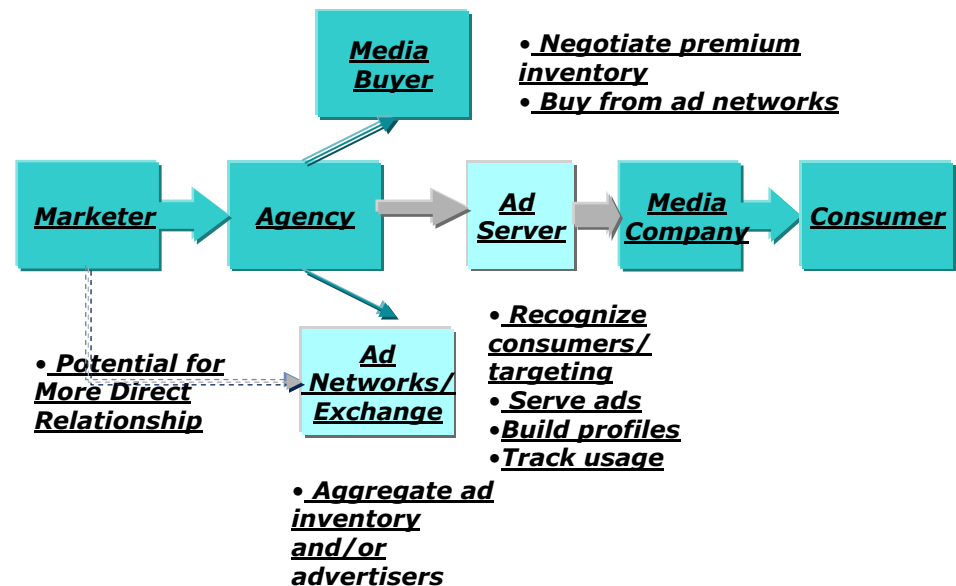 Media
Buyer
• Negotiate premium
inventory
• Buy from ad networks
Marketer
Agency
Ad
Server
Media
Company
Consumer
• Potential for
More Direct
Relationship
Ad
Networks/
Exchange
• Recognize
consumers/
targeting
• Serve ads
•Build profiles
•Track usage
• Aggregate ad
inventory
and/or
advertisers